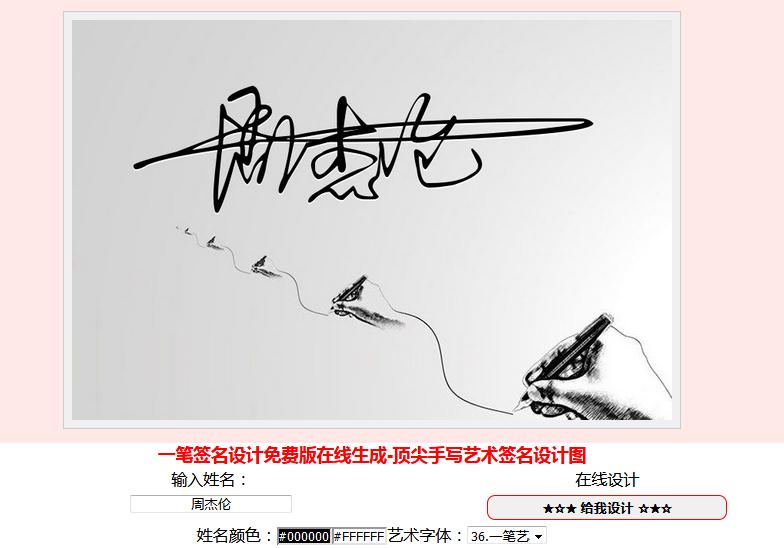 周杰伦
一笔签名设计免费版在线生成-顶尖手写艺术签名设计图
输入姓名： 在线设计
周杰伦 ★☆★ 给我设计 ☆★☆
姓名颜色：#000000 #FFFFFF 艺术字体：36.一笔艺